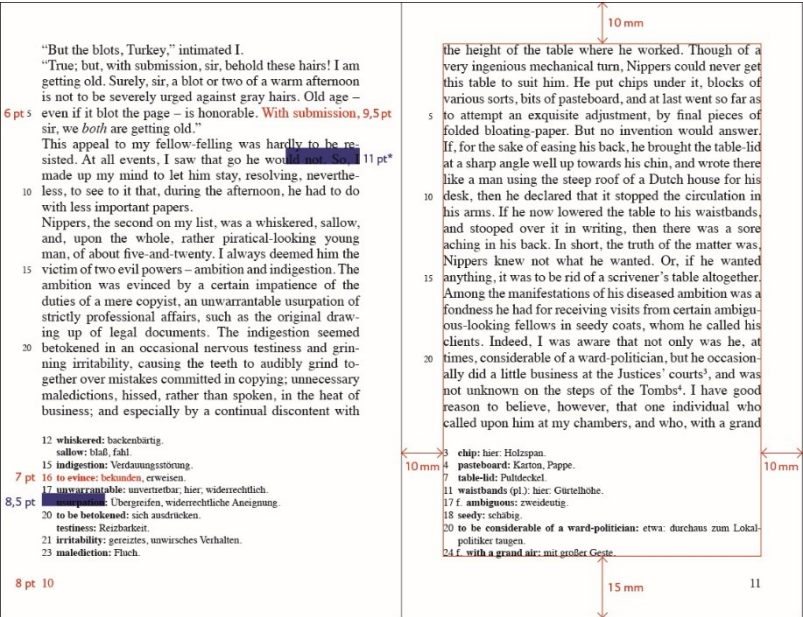 “But the blots, Turkey,” intimated I.
“True; but, with submission, sir, behold these hairs! I am
getting old. Surely, sir, a blot or two of a warm afternoon
is not to be severely urged against gray hairs. Old age –
6 pt 5 even if it blot the page – is honorable. With submission, 9,5 pt
sir, we both are getting old.”
This appeal to my fellow-felling was hardly to be re-
sisted. At all events, I saw that go he would not. So, I 11 pt*
made up my mind to let him stay, resolving, neverthe-
10 less, to see to it that, during the afternoon, he had to do
with less important papers.
Nippers, the second on my list, was a whiskered, sallow,
and, upon the whole, rather piratical-looking young
man, of about five-and-twenty. I always deemed him the
15 victim of two evil powers – ambition and indigestion. The
ambition was evinced by a certain impatience of the
duties of a mere copyist, an unwarrantable usurpation of
strictly professional affairs, such as the original draw-
ing up of legal documents. The indigestion seemed
20 betokened in an occasional nervous testiness and grin-
ning irritability, causing the teeth to audibly grind to-
gether over mistakes committed in copying; unnecessary
maledictions, hissed, rather than spoken, in the heat of
business; and especially by a continual discontent with
12 whiskered: backenbärtig.
sallow: blaß, fahl.
15 indigestion: Verdauungsstörung.
7 pt 16 to evince: bekunden, erweisen.
17 unwarrantable: unvertretbar; hier; widerrechtlich.
8,5 pt usurpation: Übergreifen, widerrechtliche Aneignung.
20 to be betokened: sich ausdrücken.
testiness: Reizbarkeit.
21 irritability: gereiztes, unwirsches Verhalten.
23 malediction: Fluch.
8 pt 10
10 mm
the height of the table where he worked. Though of a
very ingenious mechanical turn, Nippers could never get
this table to suit him. He put chips under it, blocks of
various sorts, bits of pasteboard, and at last went so far as
5 to attempt an exquisite adjustment, by final pieces of
folded bloating-paper. But no invention would answer.
If, for the sake of easing his back, he brought the table-lid
at a sharp angle well up towards his chin, and wrote there
like a man using the steep roof of a Dutch house for his
10 desk, then he declared that it stopped the circulation in
his arms. If he now lowered the table to his waistbands,
and stooped over it in writing, then there was a sore
aching in his back. In short, the truth of the matter was,
Nippers knew not what he wanted. Or, if he wanted
15 anything, it was to be rid of a scrivener’s table altogether.
Among the manifestations of his diseased ambition was a
fondness he had for receiving visits from certain ambigu-
ous-looking fellows in seedy coats, whom he called his
clients. Indeed, I was aware that not only was he, at
20 times, considerable of a ward-politician, but he occasion-
ally did a little business at the Justices’ courts³, and was
not unknown on the steps of the Tombs⁴. I have good
reason to believe, however, that one individual who
called upon him at my chambers, and who, with a grand
3 chip: hier: Holzspan.
10 mm 4 pasteboard: Karton, Pappe. 10 mm
7 table-lid: Pultdeckel.
11 waistbands (pl.): hier: Gürtelhöhe.
17 f. ambiguous: zweideutig.
18 seedy: schäbig.
20 to be considerable of a ward-politician: etwa: durchaus zum Lokal-
politiker taugen.
24 f. with a grand air: mit großer Geste.
15 mm
11